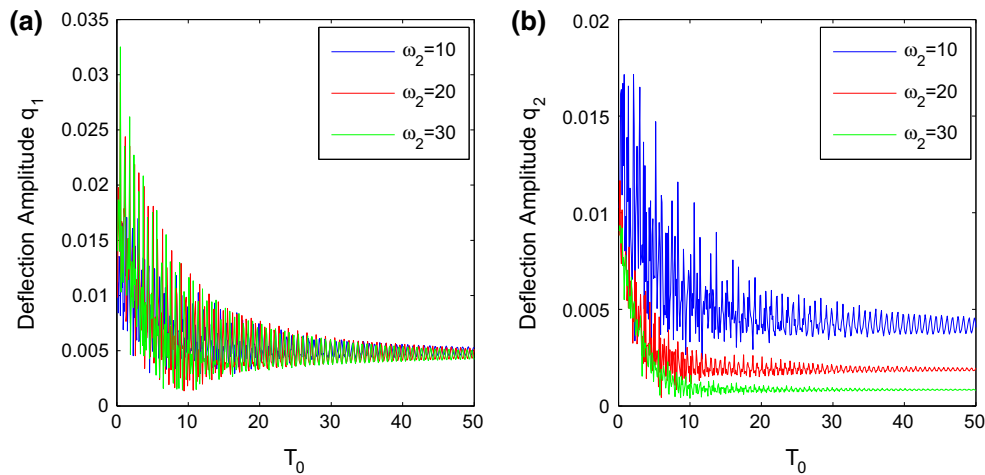 (a)
Deflection Amplitude q₁
0.035
0.03
0.025
0.02
0.015
0.01
0.005
0
0 10 20 30 40 50
T₀
ω₂=10
ω₂=20
ω₂=30
(b)
Deflection Amplitude q₂
0.02
0.015
0.01
0.005
0
0 10 20 30 40 50
T₀
ω₂=10
ω₂=20
ω₂=30